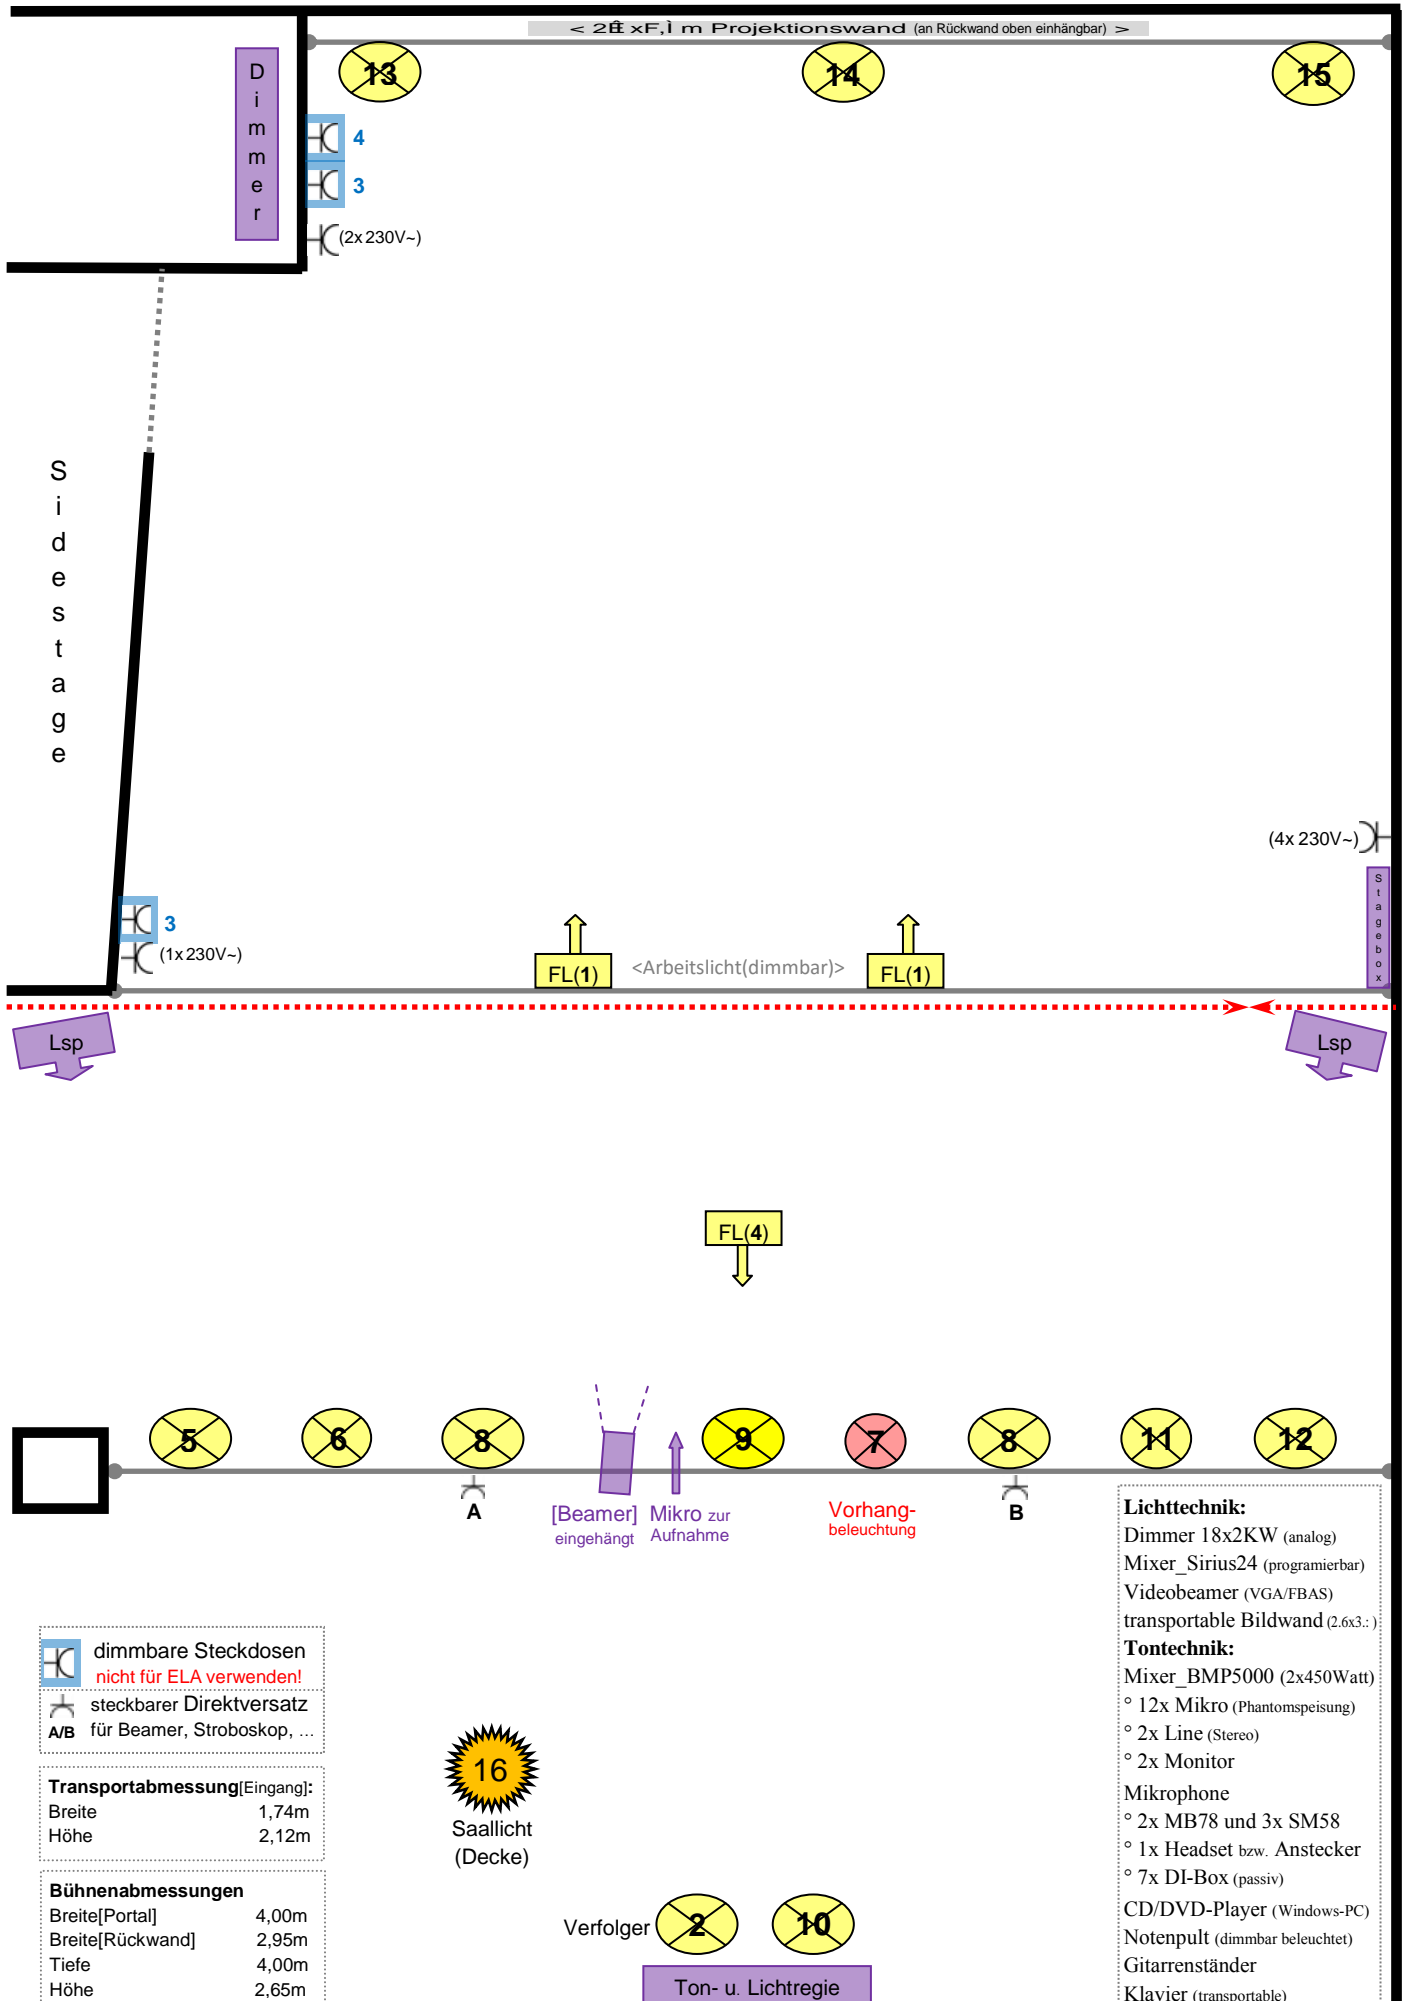 m Projektionswand (an Rückwand oben einhängbar) >
13
14
15
Dimmer
4
3
(2x 230V~)
Sidestage
(4x 230V~)
Stagebox
3
(1x 230V~)
FL(1)
<Arbeitslicht(dimmbar)>
FL(1)
Lsp
Lsp
FL(4)
5
6
8
9
7
8
11
12
A
[Beamer]
eingehängt
Mikro zur
Aufnahme
Vorhang-
beleuchtung
B
dimmbare Steckdosen
nicht für ELA verwenden!
steckbarer Direktversatz
A/B für Beamer, Stroboskop, ...
Transportabmessung[Eingang]:
Breite 1,74m
Höhe 2,12m
Bühnenabmessungen
Breite[Portal] 4,00m
Breite[Rückwand] 2,95m
Tiefe 4,00m
Höhe 2,65m
16
Saallicht
(Decke)
Verfolger
2
10
Ton- u. Lichtregie
Lichttechnik:
Dimmer 18x2KW (analog)
Mixer_Sirius24 (programierbar)
Videobeamer (VGA/FBAS)
transportable Bildwand
Tontechnik:
Mixer_BMP5000 (2x450Watt)
° 12x Mikro (Phantomspeisung)
° 2x Line (Stereo)
° 2x Monitor
Mikrophone
° 2x MB78 und 3x SM58
° 1x Headset bzw. Anstecker
° 7x DI-Box (passiv)
CD/DVD-Player (Windows-PC)
Notenpult (dimmbar beleuchtet)
Gitarrenständer
Klavier (transportable)